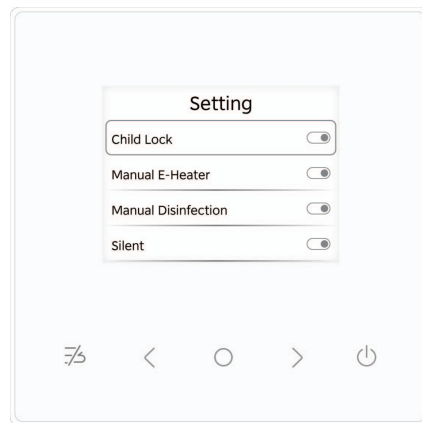 Setting
Child Lock
Manual E-Heater
Manual Disinfection
Silent